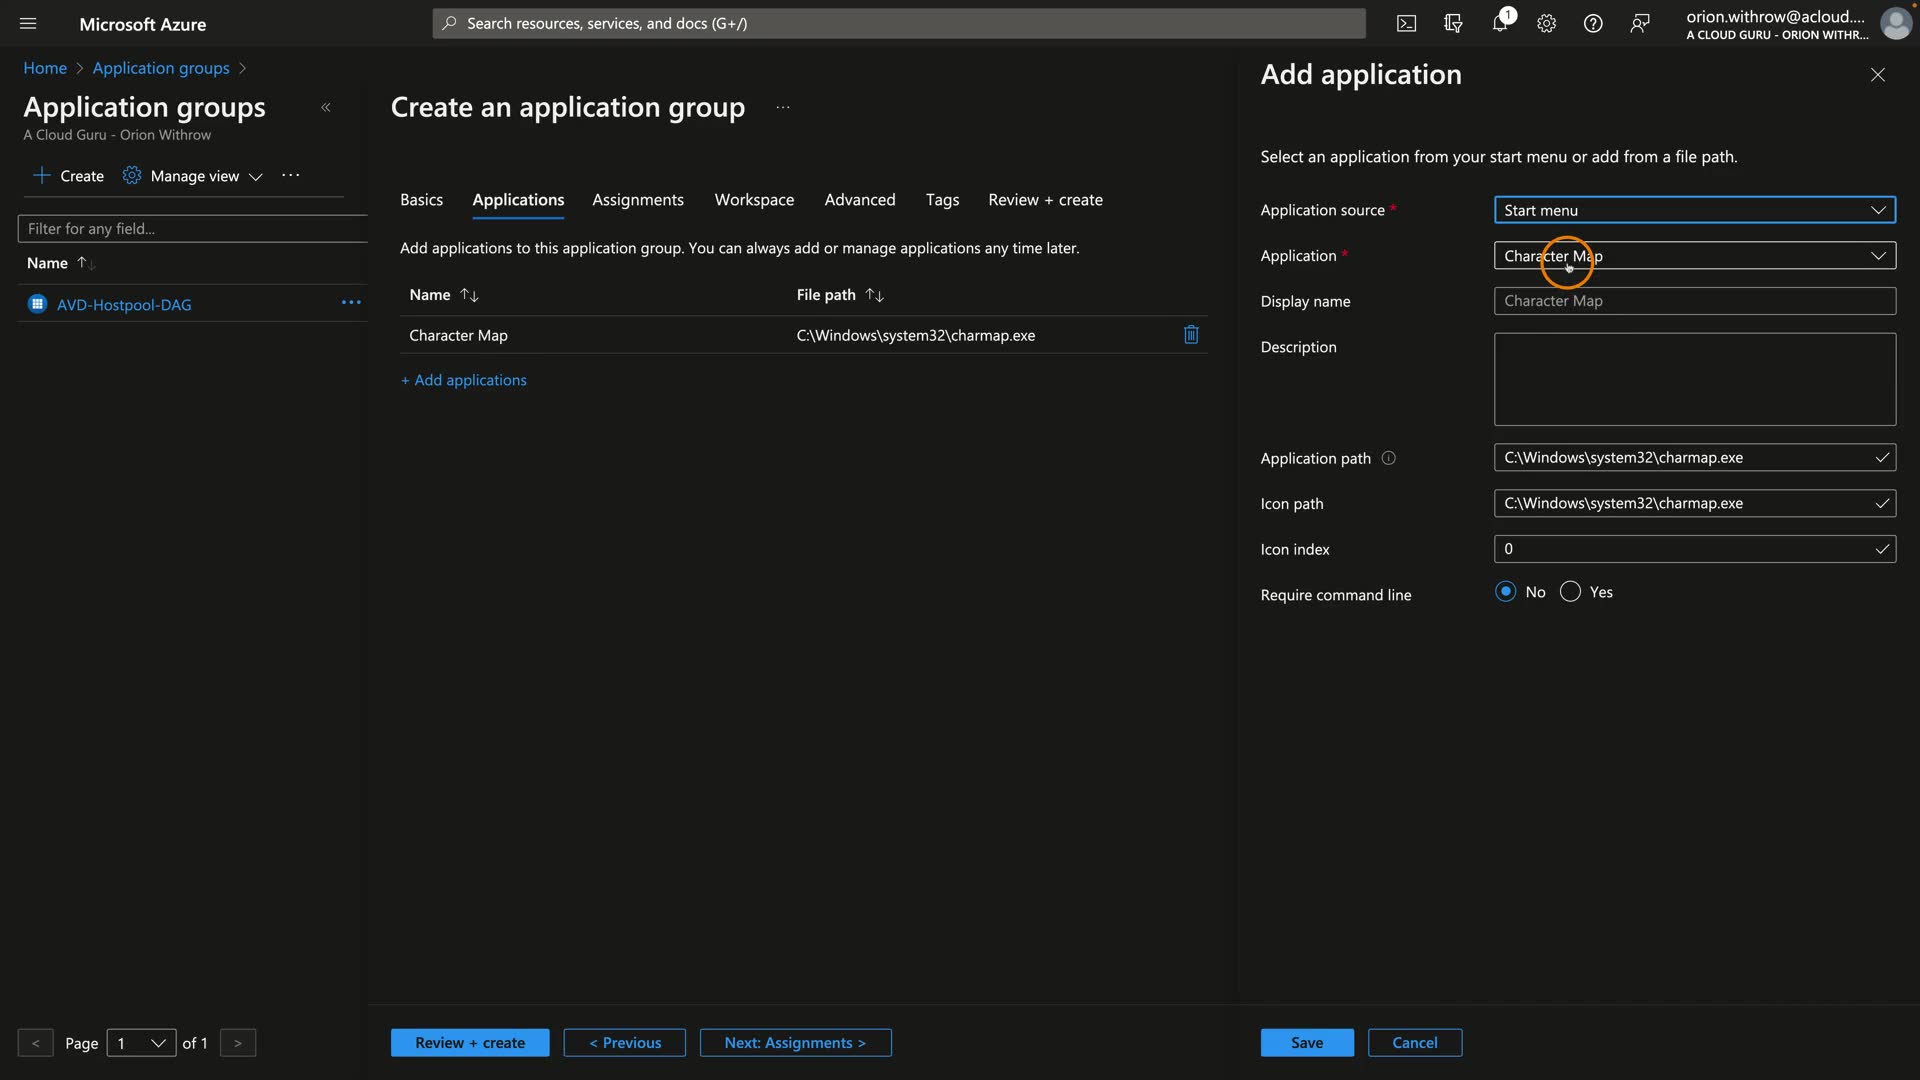 Microsoft Azure
Search resources, services, and docs (G+/)
1
orion.withrow@acloud....
A CLOUD GURU - ORION WITHR...
Home > Application groups >
Application groups
«
A Cloud Guru - Orion Withrow
+ Create
Manage view
...
Filter for any field...
Name ↑↓
AVD-Hostpool-DAG
...
< Page 1 of 1 >
Create an application group
...
Basics
Applications
Assignments
Workspace
Advanced
Tags
Review + create
Add applications to this application group. You can always add or manage applications any time later.
Name ↑↓
File path ↑↓
Character Map
C:\Windows\system32\charmap.exe
+ Add applications
Review + create
< Previous
Next: Assignments >
Add application
Select an application from your start menu or add from a file path.
Application source *
Start menu
Application *
Character Map
Display name
Character Map
Description
Application path
C:\Windows\system32\charmap.exe
Icon path
C:\Windows\system32\charmap.exe
Icon index
0
Require command line
No
Yes
Save
Cancel